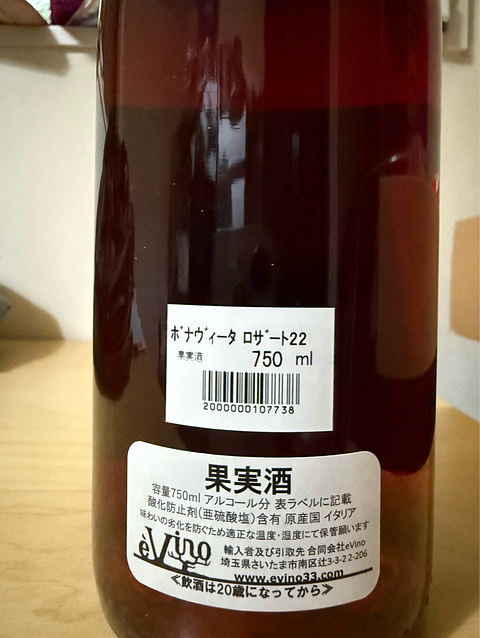 ボナヴィータ ロザート22
果実酒 750 ml
2000000107738
果実酒
容量750ml アルコール分 表ラベルに記載
酸化防止剤(亜硫酸塩)含有 原産国 イタリア
味わいの劣化を防ぐため適正な温度・湿度にて保管願います
èVino
輸入者及び引取先 合同会社eVino
埼玉県さいたま市南区辻3-3-2 2-206
www.evino33.com
≪飲酒は20歳になってから≫